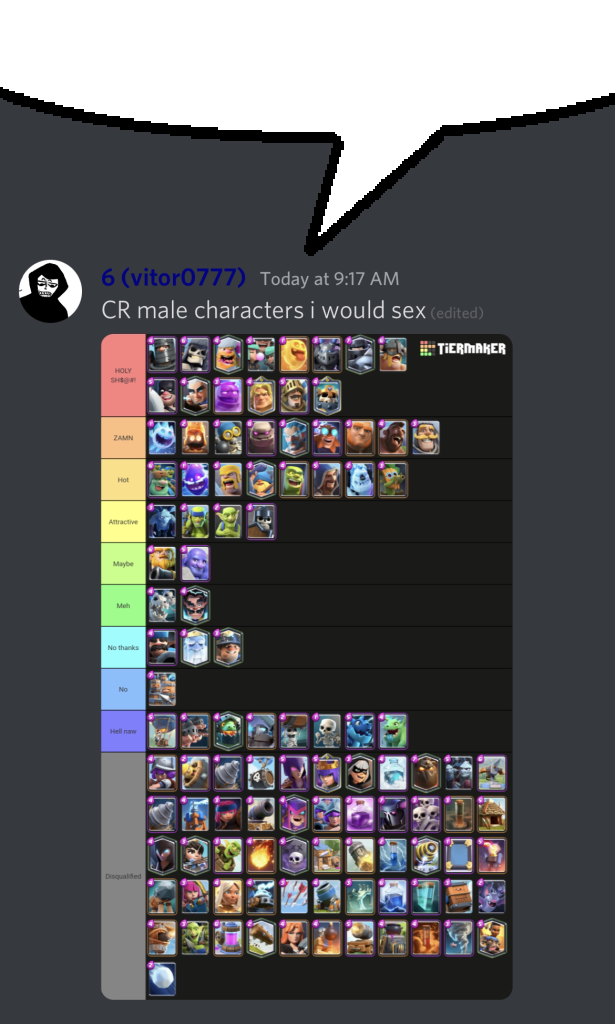 6 (vitor0777) Today at 9:17 AM
CR male characters i would sex (edited)
TIERMAKER
HOLY
SH$@#!
ZAMN
Hot
Attractive
Maybe
Meh
No thanks
No
Hell naw
Disqualified